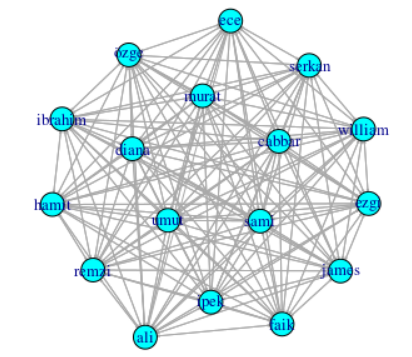 ece
özge
serkan
murat
ibrahim
william
cabbar
diana
hamit
ezgi
umut
sami
remzi
james
ipek
faik
ali